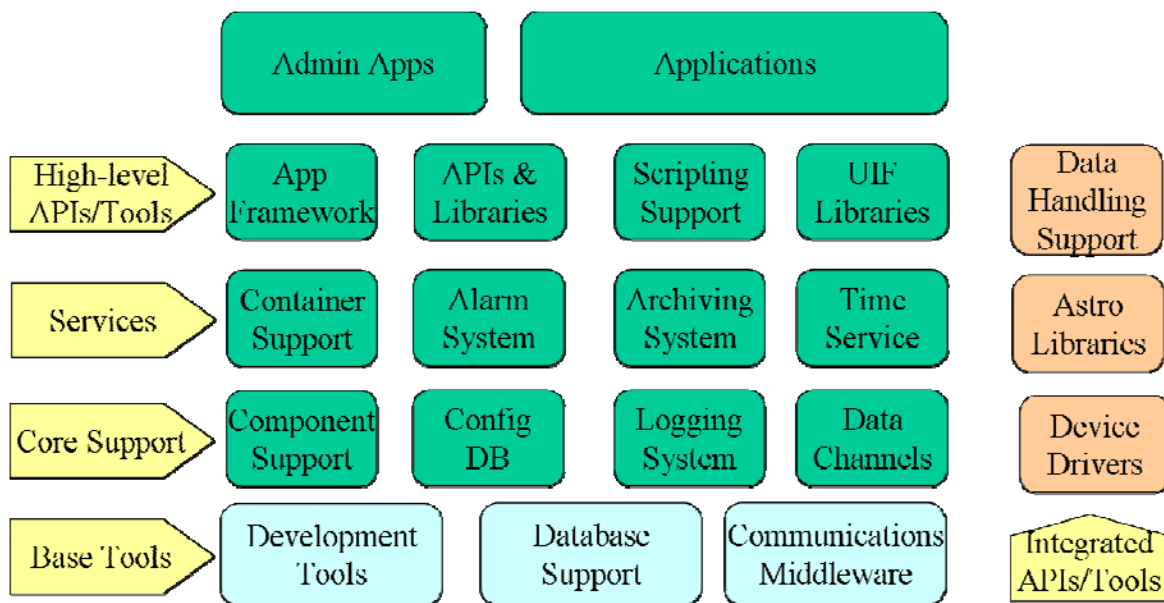 Admin Apps
Applications
High-level
APIs/Tools
App
Framework
APIs &
Libraries
Scripting
Support
UIF
Libraries
Data
Handling
Support
Services
Container
Support
Alarm
System
Archiving
System
Time
Service
Astro
Libraries
Core Support
Component
Support
Config
DB
Logging
System
Data
Channels
Device
Drivers
Base Tools
Development
Tools
Database
Support
Communications
Middleware
Integrated
APIs/Tools